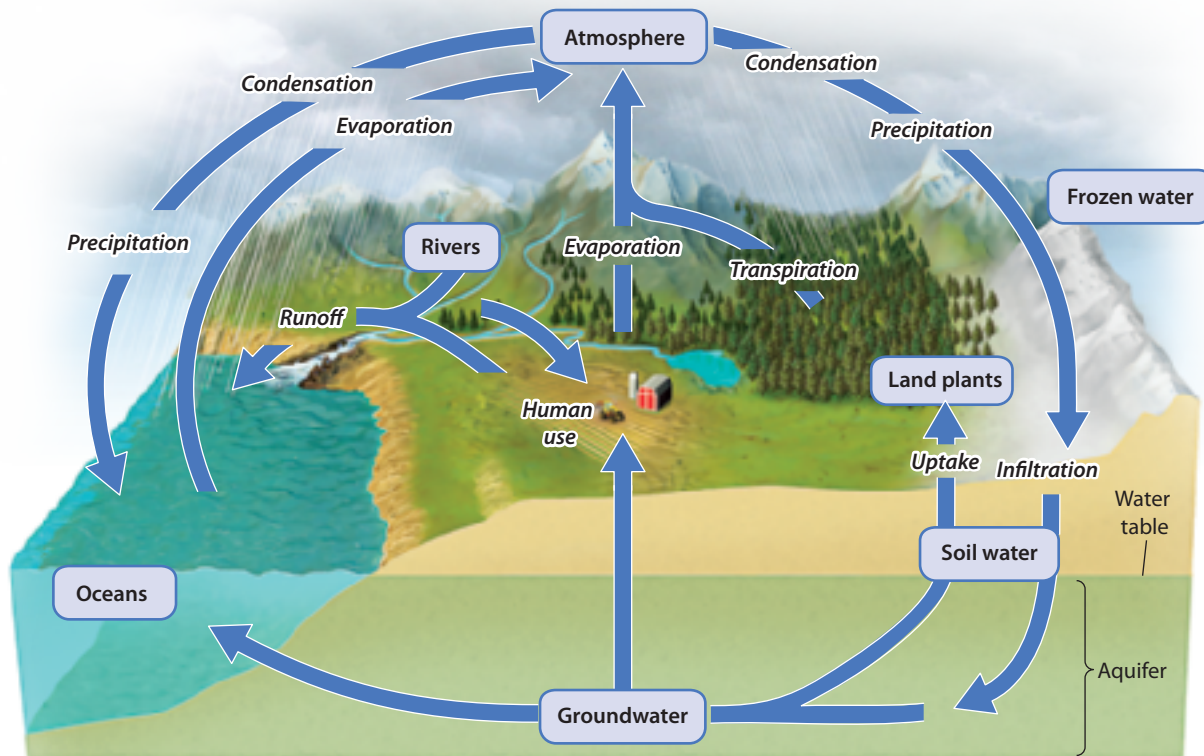 Atmosphere
Condensation
Condensation
Evaporation
Precipitation
Frozen water
Precipitation
Rivers
Evaporation
Transpiration
Runoff
Land plants
Human
use
Uptake
Infiltration
Water
table
Soil water
Oceans
Aquifer
Groundwater